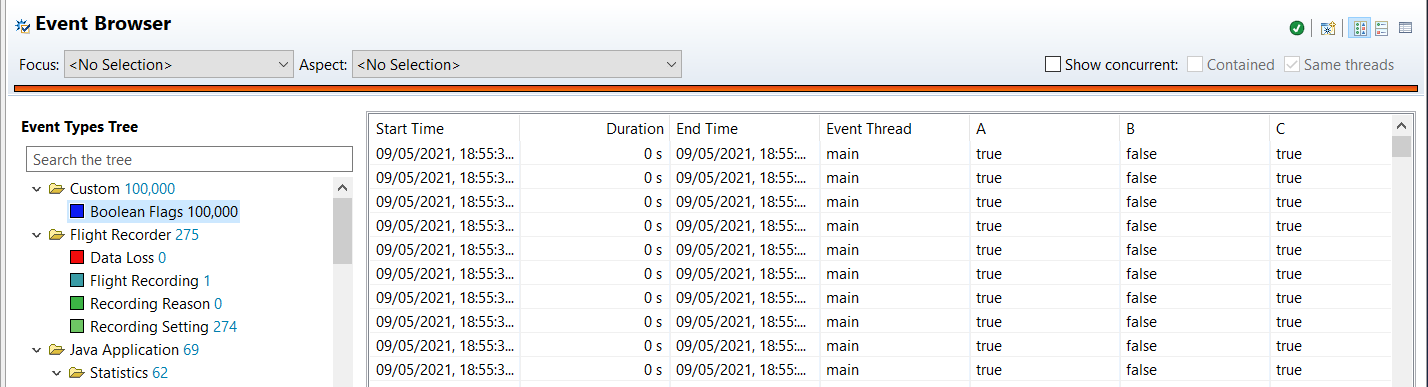 Event Browser
Focus: <No Selection> Aspect: <No Selection> Show concurrent: Contained Same threads
Event Types Tree
Search the tree
Custom 100,000
Boolean Flags 100,000
Flight Recorder 275
Data Loss 0
Flight Recording 1
Recording Reason 0
Recording Setting 274
Java Application 69
Statistics 62
Start Time Duration End Time Event Thread A B C
09/05/2021, 18:55:3... 0 s 09/05/2021, 18:55:... main true false true
09/05/2021, 18:55:3... 0 s 09/05/2021, 18:55:... main true false true
09/05/2021, 18:55:3... 0 s 09/05/2021, 18:55:... main true false true
09/05/2021, 18:55:3... 0 s 09/05/2021, 18:55:... main true false true
09/05/2021, 18:55:3... 0 s 09/05/2021, 18:55:... main true false true
09/05/2021, 18:55:3... 0 s 09/05/2021, 18:55:... main true false true
09/05/2021, 18:55:3... 0 s 09/05/2021, 18:55:... main true false true
09/05/2021, 18:55:3... 0 s 09/05/2021, 18:55:... main true false true
09/05/2021, 18:55:3... 0 s 09/05/2021, 18:55:... main true false true
09/05/2021, 18:55:3... 0 s 09/05/2021, 18:55:... main true false true